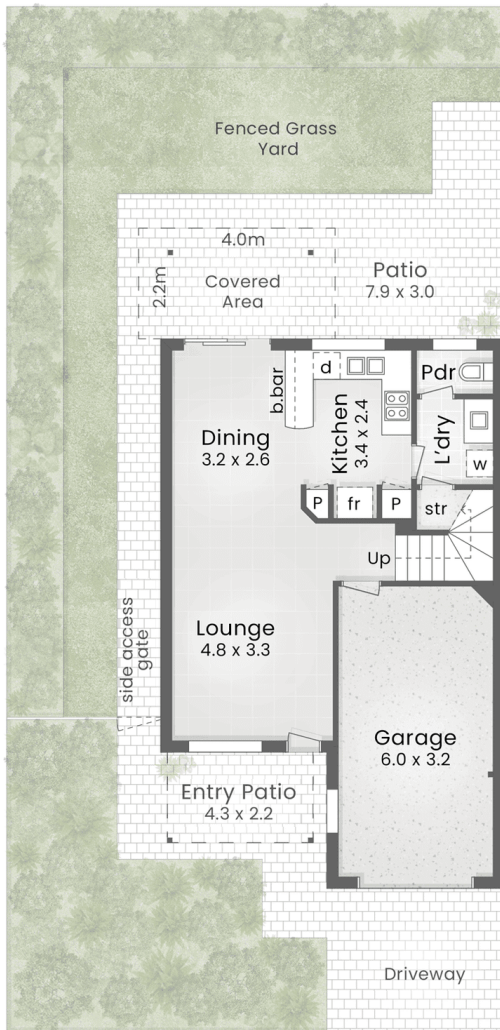 Fenced Grass
Yard
4.0m
2.2m
Covered
Area
Patio
7.9 x 3.0
d
Pdr
b.bar
Kitchen
3.4 x 2.4
Dining
3.2 x 2.6
L'dry
w
P
fr
P
str
Up
side access
gate
Lounge
4.8 x 3.3
Garage
6.0 x 3.2
Entry Patio
4.3 x 2.2
Driveway